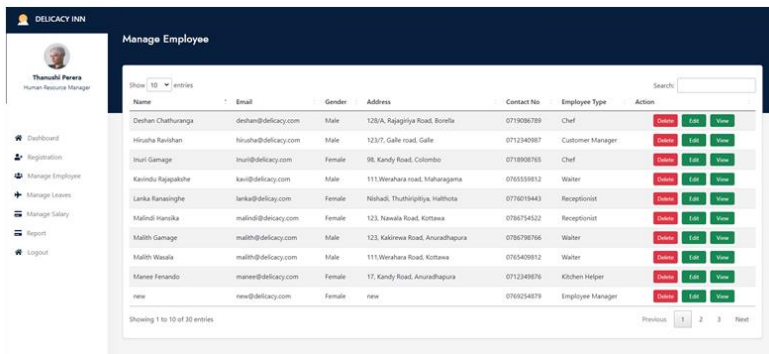 DELICACY INN
Manage Employee
Thanushi Perera
Human Resource Manager
Dashboard
Registration
Manage Employee
Manage Leaves
Manage Salary
Report
Logout
Show 10 entries
Search:
Name Email Gender Address Contact No Employee Type Action
Deshan Chathuranga deshan@delicacy.com Male 128/A, Rajagiriya Road, Borella 0719086789 Chef Delete Edit View
Hirusha Ravishan hirusha@delicacy.com Male 123/7, Galle road, Galle 0712340987 Customer Manager Delete Edit View
Inuri Gamage Inuri@delicacy.com Female 98, Kandy Road, Colombo 0718908765 Chef Delete Edit View
Kavindu Rajapakshe kavi@delicacy.com Male 111,Werahara road, Maharagama 0765559812 Waiter Delete Edit View
Lanka Ranasinghe lanka@delicay.com Female Nishadi, Thuthiripitiya, Halthota 0776019443 Receptionist Delete Edit View
Malindi Hansika malindi@deicacy.com Female 123, Nawala Road, Kottawa 0786754522 Receptionist Delete Edit View
Malith Gamage malith@delicacy.com Male 123, Kakirewa Road, Anuradhapura 0786798766 Waiter Delete Edit View
Malith Wasala malith@delicacy.com Male 111,Werahara Road, Kottawa 0765409812 Waiter Delete Edit View
Manee Fenando manee@delicacy.com Female 17, Kandy Road, Anuradhapura 0712349876 Kitchen Helper Delete Edit View
new new@delicacy.com Female new 0769254879 Employee Manager Delete Edit View
Showing 1 to 10 of 30 entries
Previous 1 2 3 Next